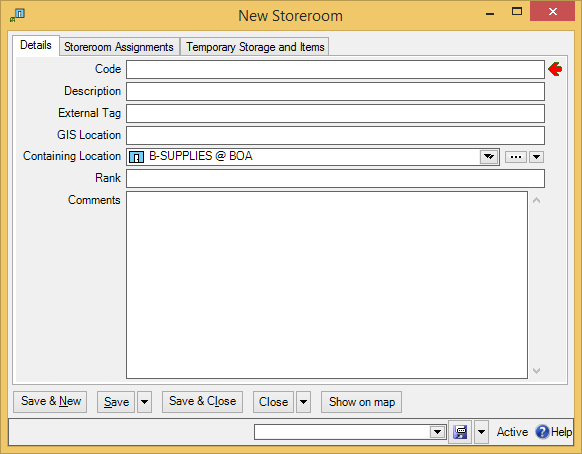 New Storeroom
Details Storeroom Assignments Temporary Storage and Items
Code
Description
External Tag
GIS Location
Containing Location B-SUPPLIES @ BOA
Rank
Comments
Save & New Save Save & Close Close Show on map
Active Help